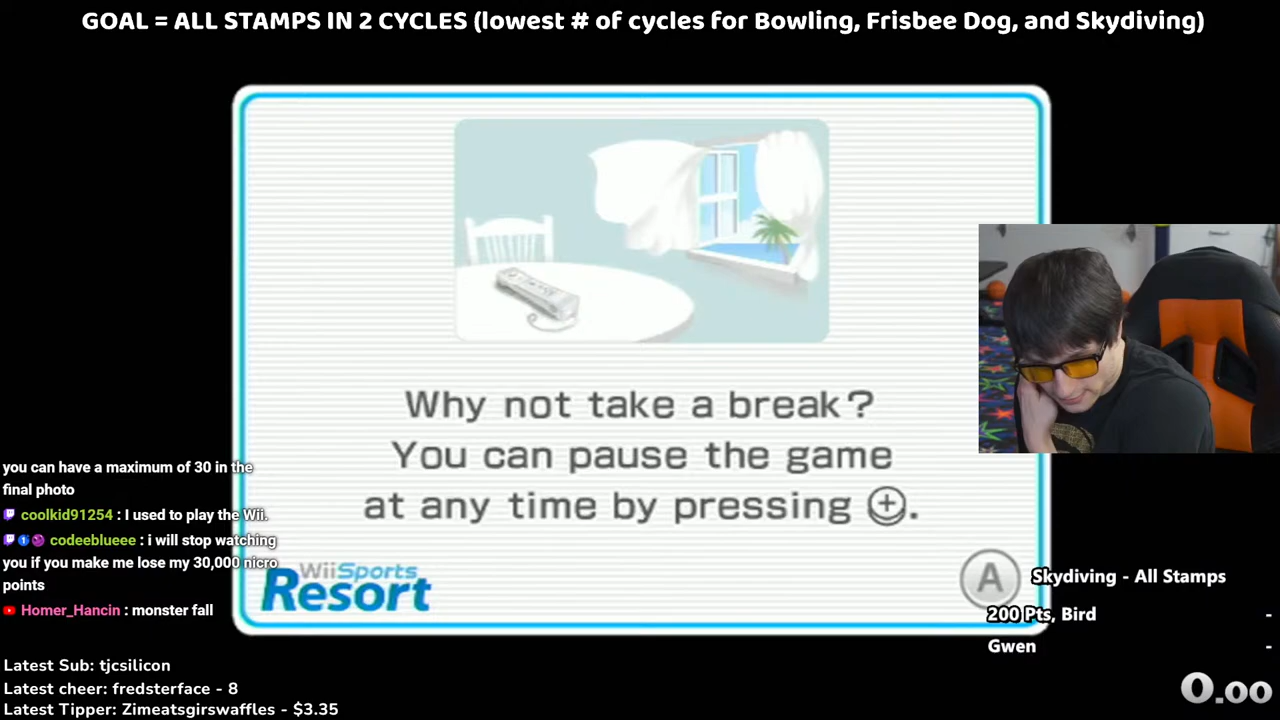 GOAL = ALL STAMPS IN 2 CYCLES (lowest # of cycles for Bowling, Frisbee Dog, and Skydiving)
Why not take a break?
You can pause the game
at any time by pressing +.
WiiSports
Resort
A
you can have a maximum of 30 in the
final photo
coolkid91254 : I used to play the Wii.
codeeblueee : i will stop watching
you if you make me lose my 30,000 nicro
points
Homer_Hancin : monster fall
Latest Sub: tjcsilicon
Latest cheer: fredsterface - 8
Latest Tipper: Zimeatsgirswaffles - $3.35
Skydiving - All Stamps
200 Pts, Bird -
Gwen -
0.00